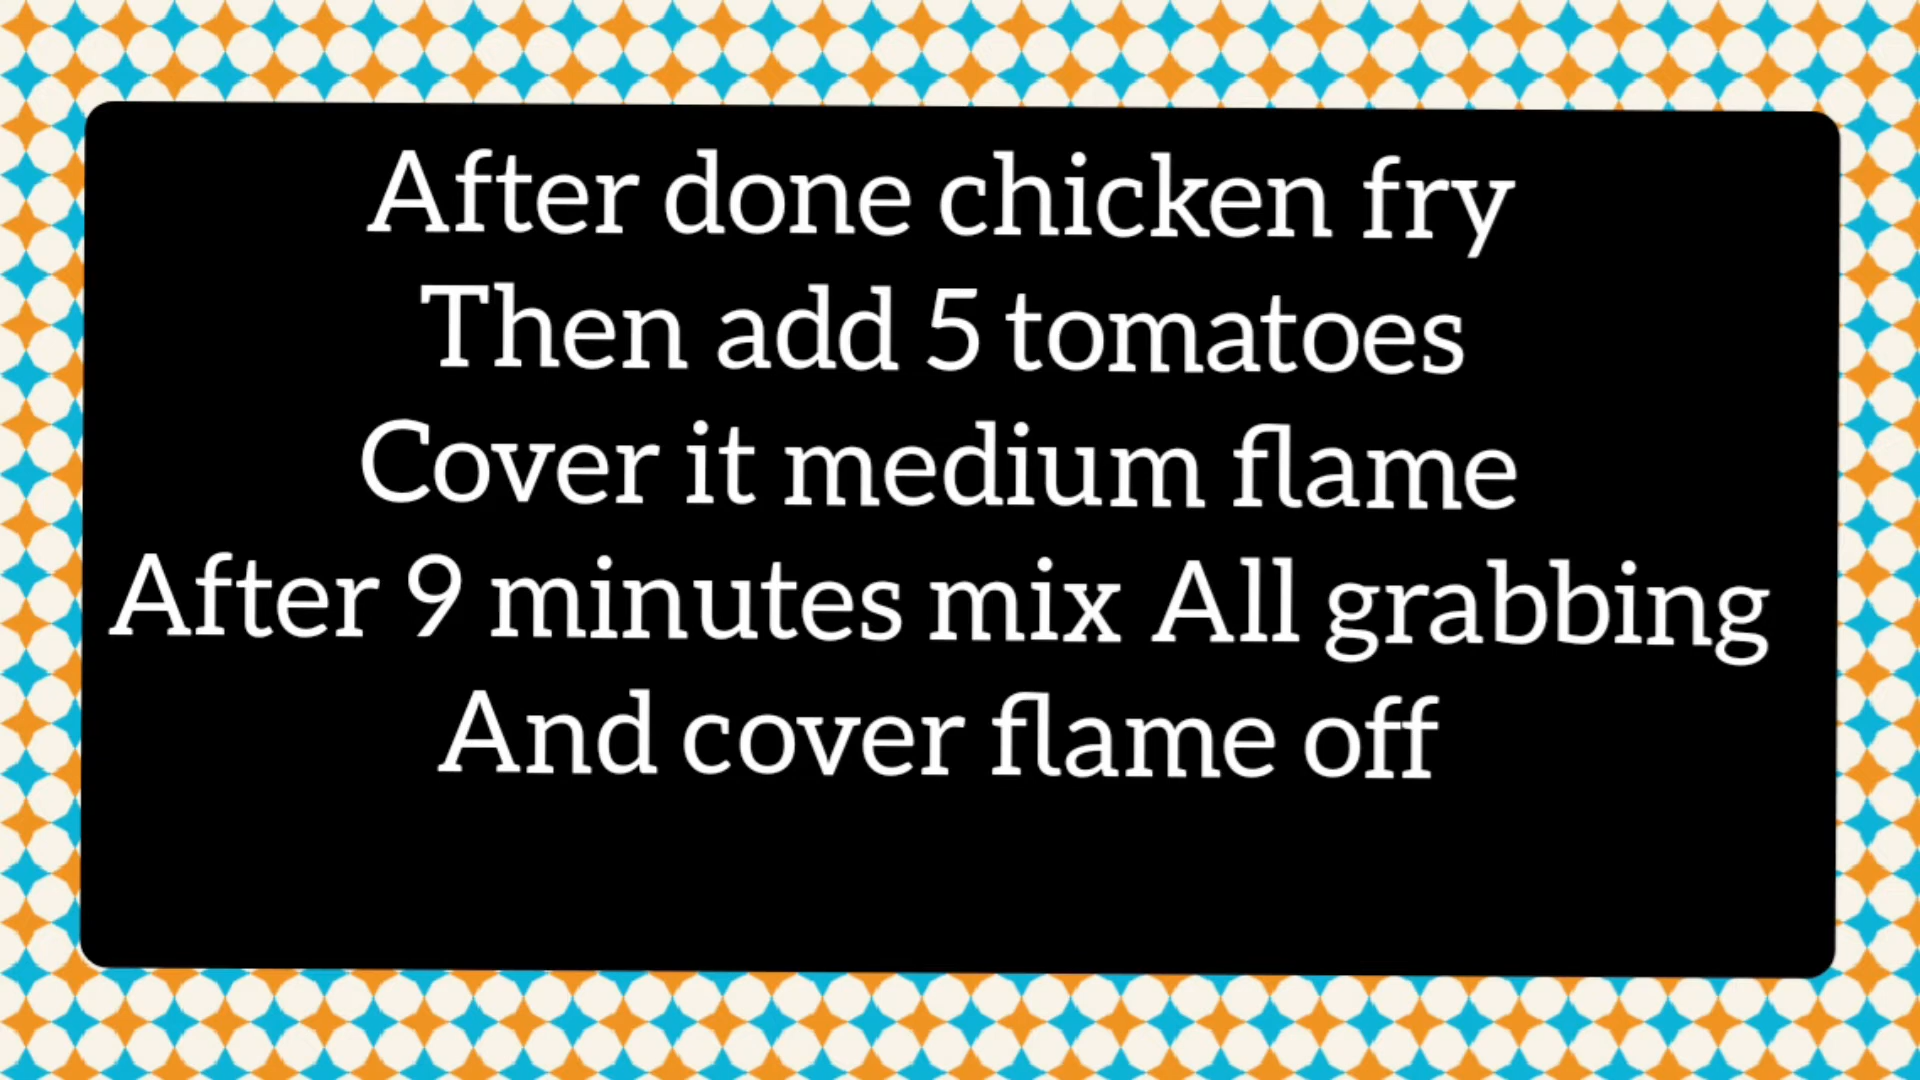 After done chicken fry
Then add 5 tomatoes
Cover it medium flame
After 9 minutes mix All grabbing
And cover flame off